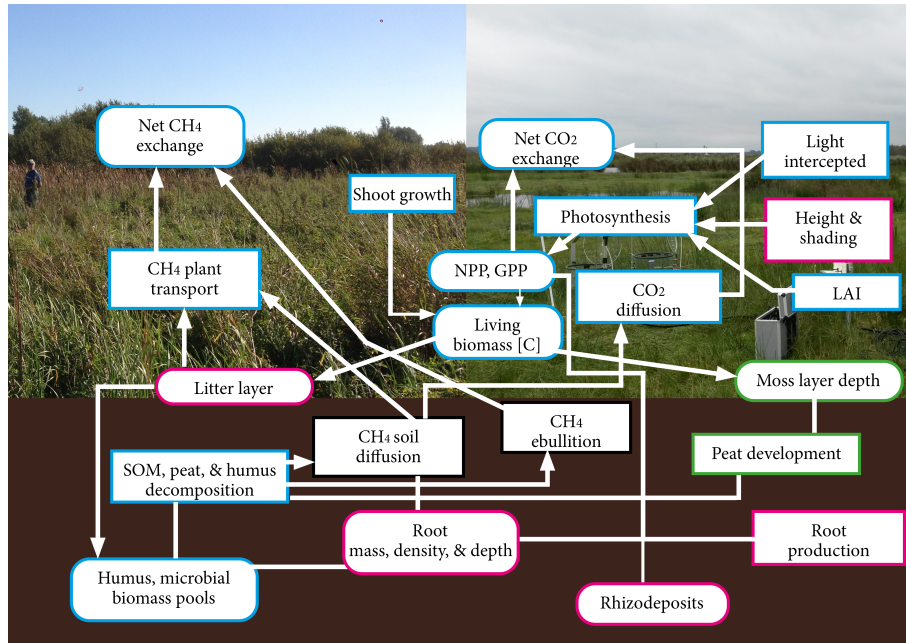 Net CH4
exchange
Net CO2
exchange
Light
intercepted
Shoot growth
Photosynthesis
Height &
shading
CH4 plant
transport
NPP, GPP
CO2
diffusion
LAI
Living
biomass [C]
Litter layer
Moss layer depth
CH4 soil
diffusion
CH4
ebullition
SOM, peat, & humus
decomposition
Peat development
Root
mass, density, & depth
Root
production
Humus, microbial
biomass pools
Rhizodeposits